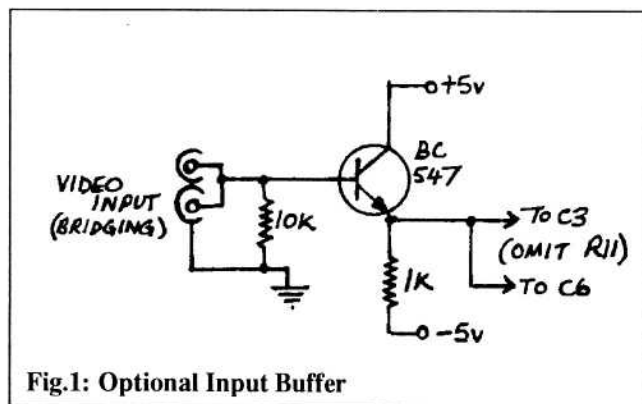 +5v
BC
547
VIDEO
INPUT
(BRIDGING)
10K
TO C3
(OMIT R11)
1K
TO C6
-5v
Fig.1: Optional Input Buffer